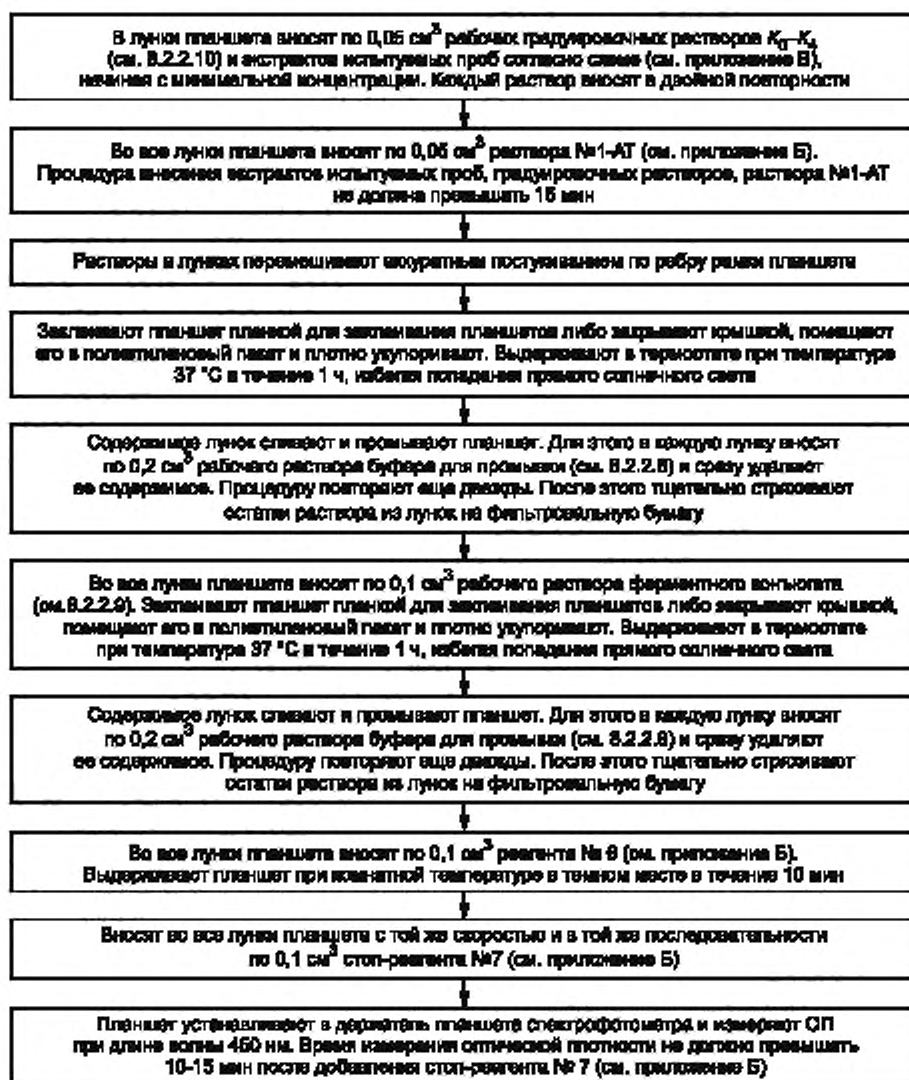 В лунки планшета вносят по 0,05 см³ рабочих градуировочных растворов K₀–K₄
(см. 8.2.2.10) и экстрактов испытуемых проб согласно схеме (см. приложение В),
начиная с минимальной концентрации. Каждый раствор вносят в двойной повторности
Во все лунки планшета вносят по 0,05 см³ раствора №1-АТ (см. приложение Б).
Процедура внесения экстрактов испытуемых проб, градуировочных растворов, раствора №1-АТ
не должна превышать 15 мин
Растворы в лунках перемешивают аккуратным постукиванием по ребру рамки планшета
Заклеивают планшет пленкой для заклеивания планшетов либо закрывают крышкой, помещают
его в полиэтиленовый пакет и плотно укупоривают. Выдерживают в термостате при температуре
37 °С в течение 1 ч, избегая попадания прямого солнечного света
Содержимое лунок сливают и промывают планшет. Для этого в каждую лунку вносят
по 0,2 см³ рабочего раствора буфера для промывки (см. 8.2.2.8) и сразу удаляют
ее содержимое. Процедуру повторяют еще дважды. После этого тщательно стряхивают
остатки раствора из лунок на фильтровальную бумагу
Во все лунки планшета вносят по 0,1 см³ рабочего раствора ферментного конъюгата
(см.8.2.2.9). Заклеивают планшет пленкой для заклеивания планшетов либо закрывают крышкой,
помещают его в полиэтиленовый пакет и плотно укупоривают. Выдерживают в термостате
при температуре 37 °С в течение 1 ч, избегая попадания прямого солнечного света
Содержимое лунок сливают и промывают планшет. Для этого в каждую лунку вносят
по 0,2 см³ рабочего раствора буфера для промывки (см. 8.2.2.8) и сразу удаляют
ее содержимое. Процедуру повторяют еще дважды. После этого тщательно стряхивают
остатки раствора из лунок на фильтровальную бумагу
Во все лунки планшета вносят по 0,1 см³ реагента № 6 (см. приложение Б).
Выдерживают планшет при комнатной температуре в темном месте в течение 10 мин
Вносят во все лунки планшета с той же скоростью и в той же последовательности
по 0,1 см³ стоп-реагента №7 (см. приложение Б)
Планшет устанавливают в держатель планшета спектрофотометра и измеряют ОП
при длине волны 450 нм. Время измерения оптической плотности не должно превышать
10-15 мин после добавления стоп-реагента № 7 (см. приложение Б)